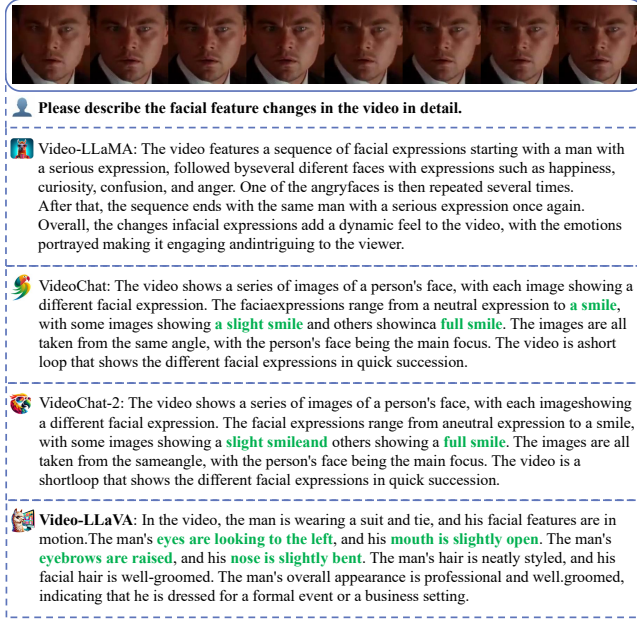 Please describe the facial feature changes in the video in detail.
Video-LLaMA: The video features a sequence of facial expressions starting with a man with
a serious expression, followed byseveral diferent faces with expressions such as happiness,
curiosity, confusion, and anger. One of the angryfaces is then repeated several times.
After that, the sequence ends with the same man with a serious expression once again.
Overall, the changes infacial expressions add a dynamic feel to the video, with the emotions
portrayed making it engaging andintriguing to the viewer.
VideoChat: The video shows a series of images of a person's face, with each image showing a
different facial expression. The faciaexpressions range from a neutral expression to a smile,
with some images showing a slight smile and others showinca full smile. The images are all
taken from the same angle, with the person's face being the main focus. The video is ashort
loop that shows the different facial expressions in quick succession.
VideoChat-2: The video shows a series of images of a person's face, with each imageshowing
a different facial expression. The facial expressions range from aneutral expression to a smile,
with some images showing a slight smileand others showing a full smile. The images are all
taken from the sameangle, with the person's face being the main focus. The video is a
shortloop that shows the different facial expressions in quick succession.
Video-LLaVA: In the video, the man is wearing a suit and tie, and his facial features are in
motion.The man's eyes are looking to the left, and his mouth is slightly open. The man's
eyebrows are raised, and his nose is slightly bent. The man's hair is neatly styled, and his
facial hair is well-groomed. The man's overall appearance is professional and well.groomed,
indicating that he is dressed for a formal event or a business setting.